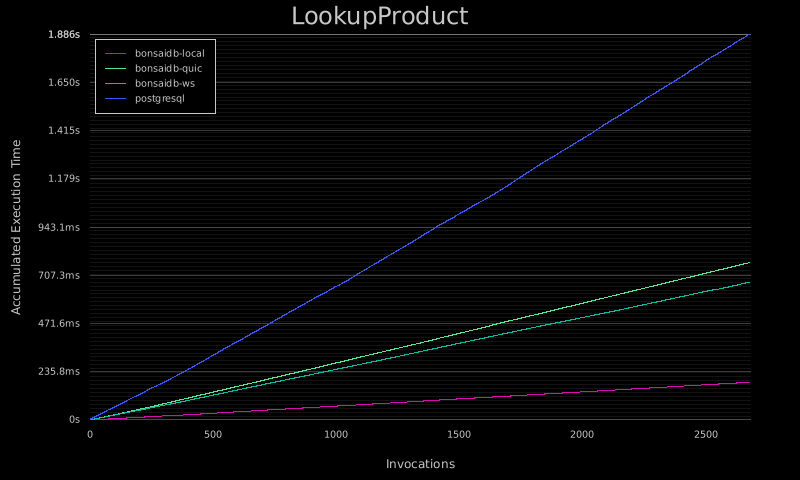 LookupProduct
1.886s
bonsaidb-local
bonsaidb-quic
bonsaidb-ws
postgresql
1.650s
1.415s
1.179s
943.1ms
707.3ms
471.6ms
235.8ms
0s
Accumulated Execution Time
0 500 1000 1500 2000 2500
Invocations